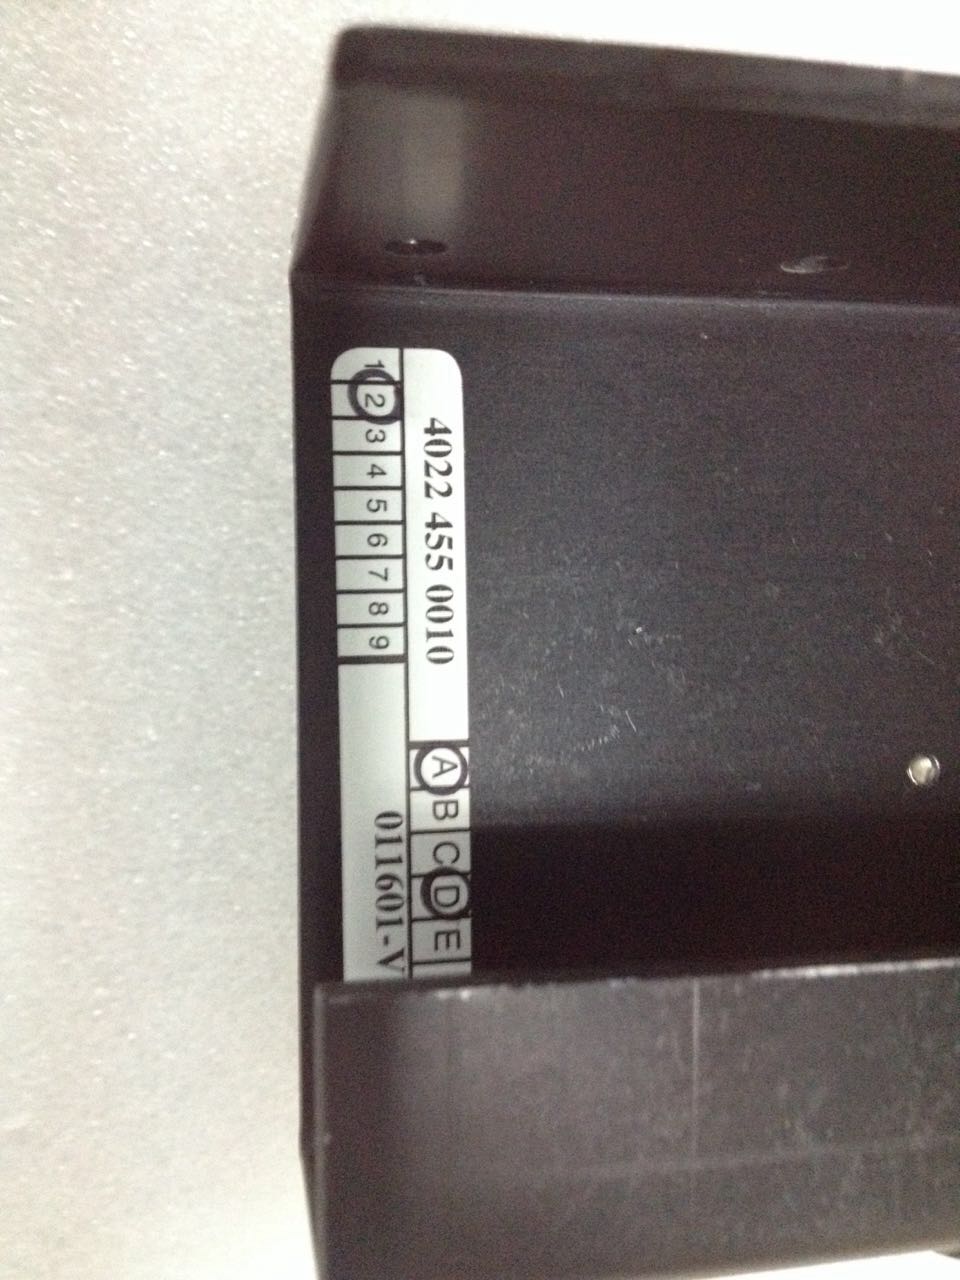 4022 455 0010 A B C D E
1 2 3 4 5 6 7 8 9 011601-V